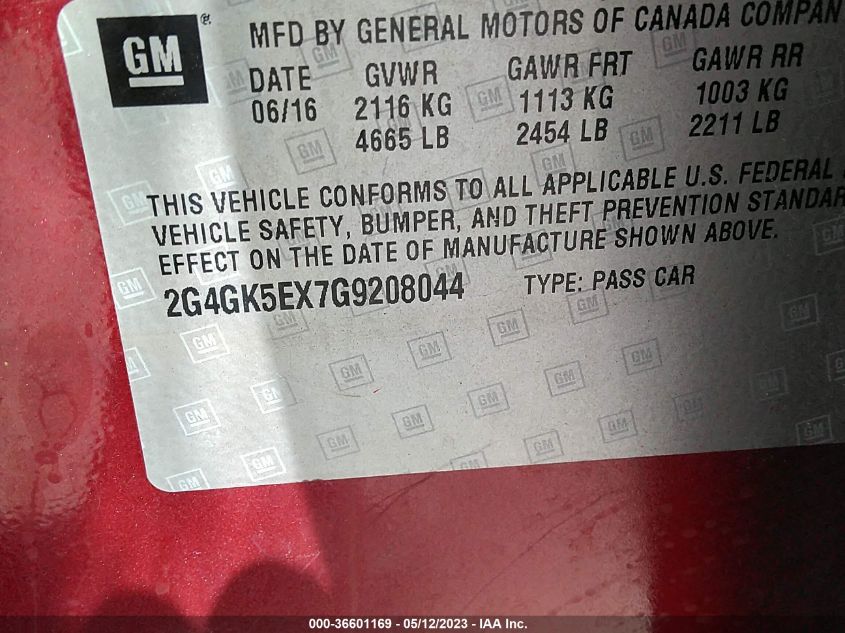 GM ®
MFD BY GENERAL MOTORS OF CANADA
DATE GVWR GAWR FRT GAWR RR
06/16 2116 KG 1113 KG 1003 KG
4665 LB 2454 LB 2211 LB
THIS VEHICLE CONFORMS TO ALL APPLICABLE U.S. FEDERAL
VEHICLE SAFETY, BUMPER, AND THEFT PREVENTION
EFFECT ON THE DATE OF MANUFACTURE SHOWN ABOVE.
2G4GK5EX7G9208044 TYPE: PASS CAR
000-36601169 - 05/12/2023 - IAA Inc.